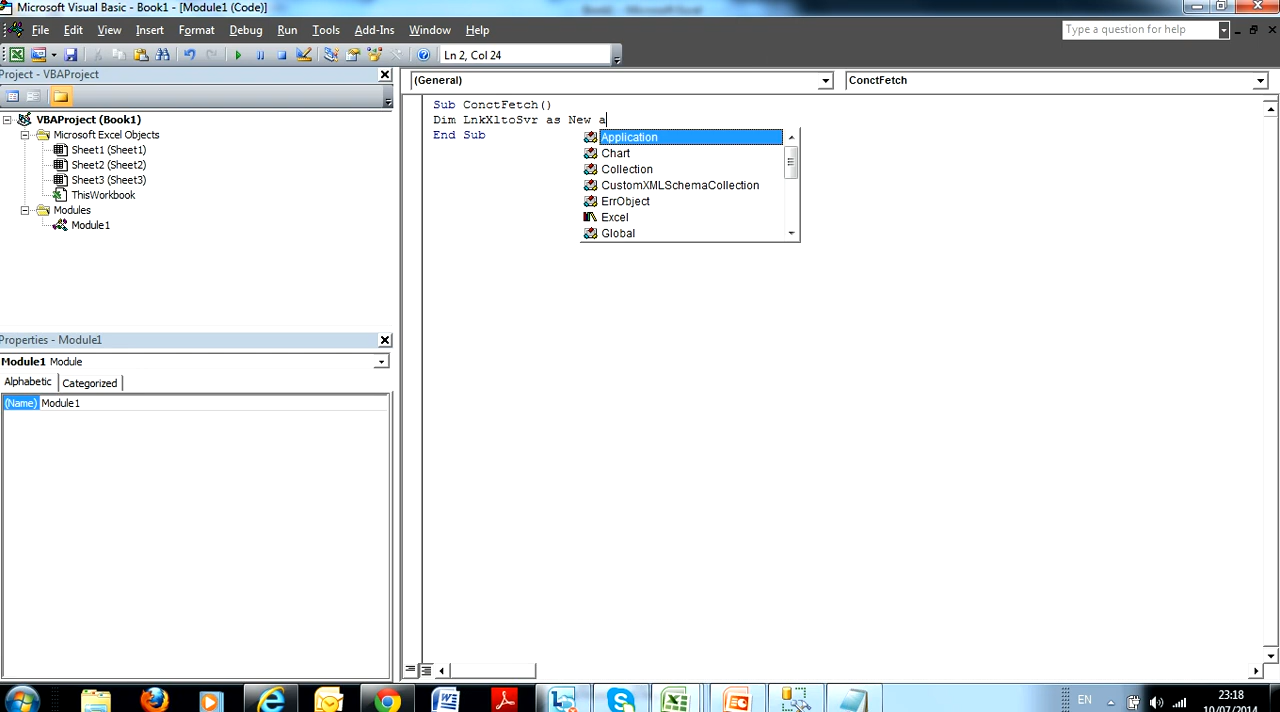 Microsoft Visual Basic - Book1 - [Module1 (Code)]
File Edit View Insert Format Debug Run Tools Add-Ins Window Help
Type a question for help
Ln 2, Col 24
Project - VBAProject
(General)
ConctFetch
VBAProject (Book1)
Microsoft Excel Objects
Sheet1 (Sheet1)
Sheet2 (Sheet2)
Sheet3 (Sheet3)
ThisWorkbook
Modules
Module1
Sub ConctFetch()
Dim LnkXltoSvr as New a
End Sub
Application
Chart
Collection
CustomXMLSchemaCollection
ErrObject
Excel
Global
Properties - Module1
Module1 Module
Alphabetic Categorized
(Name) Module1
EN
23:18
10/07/2014